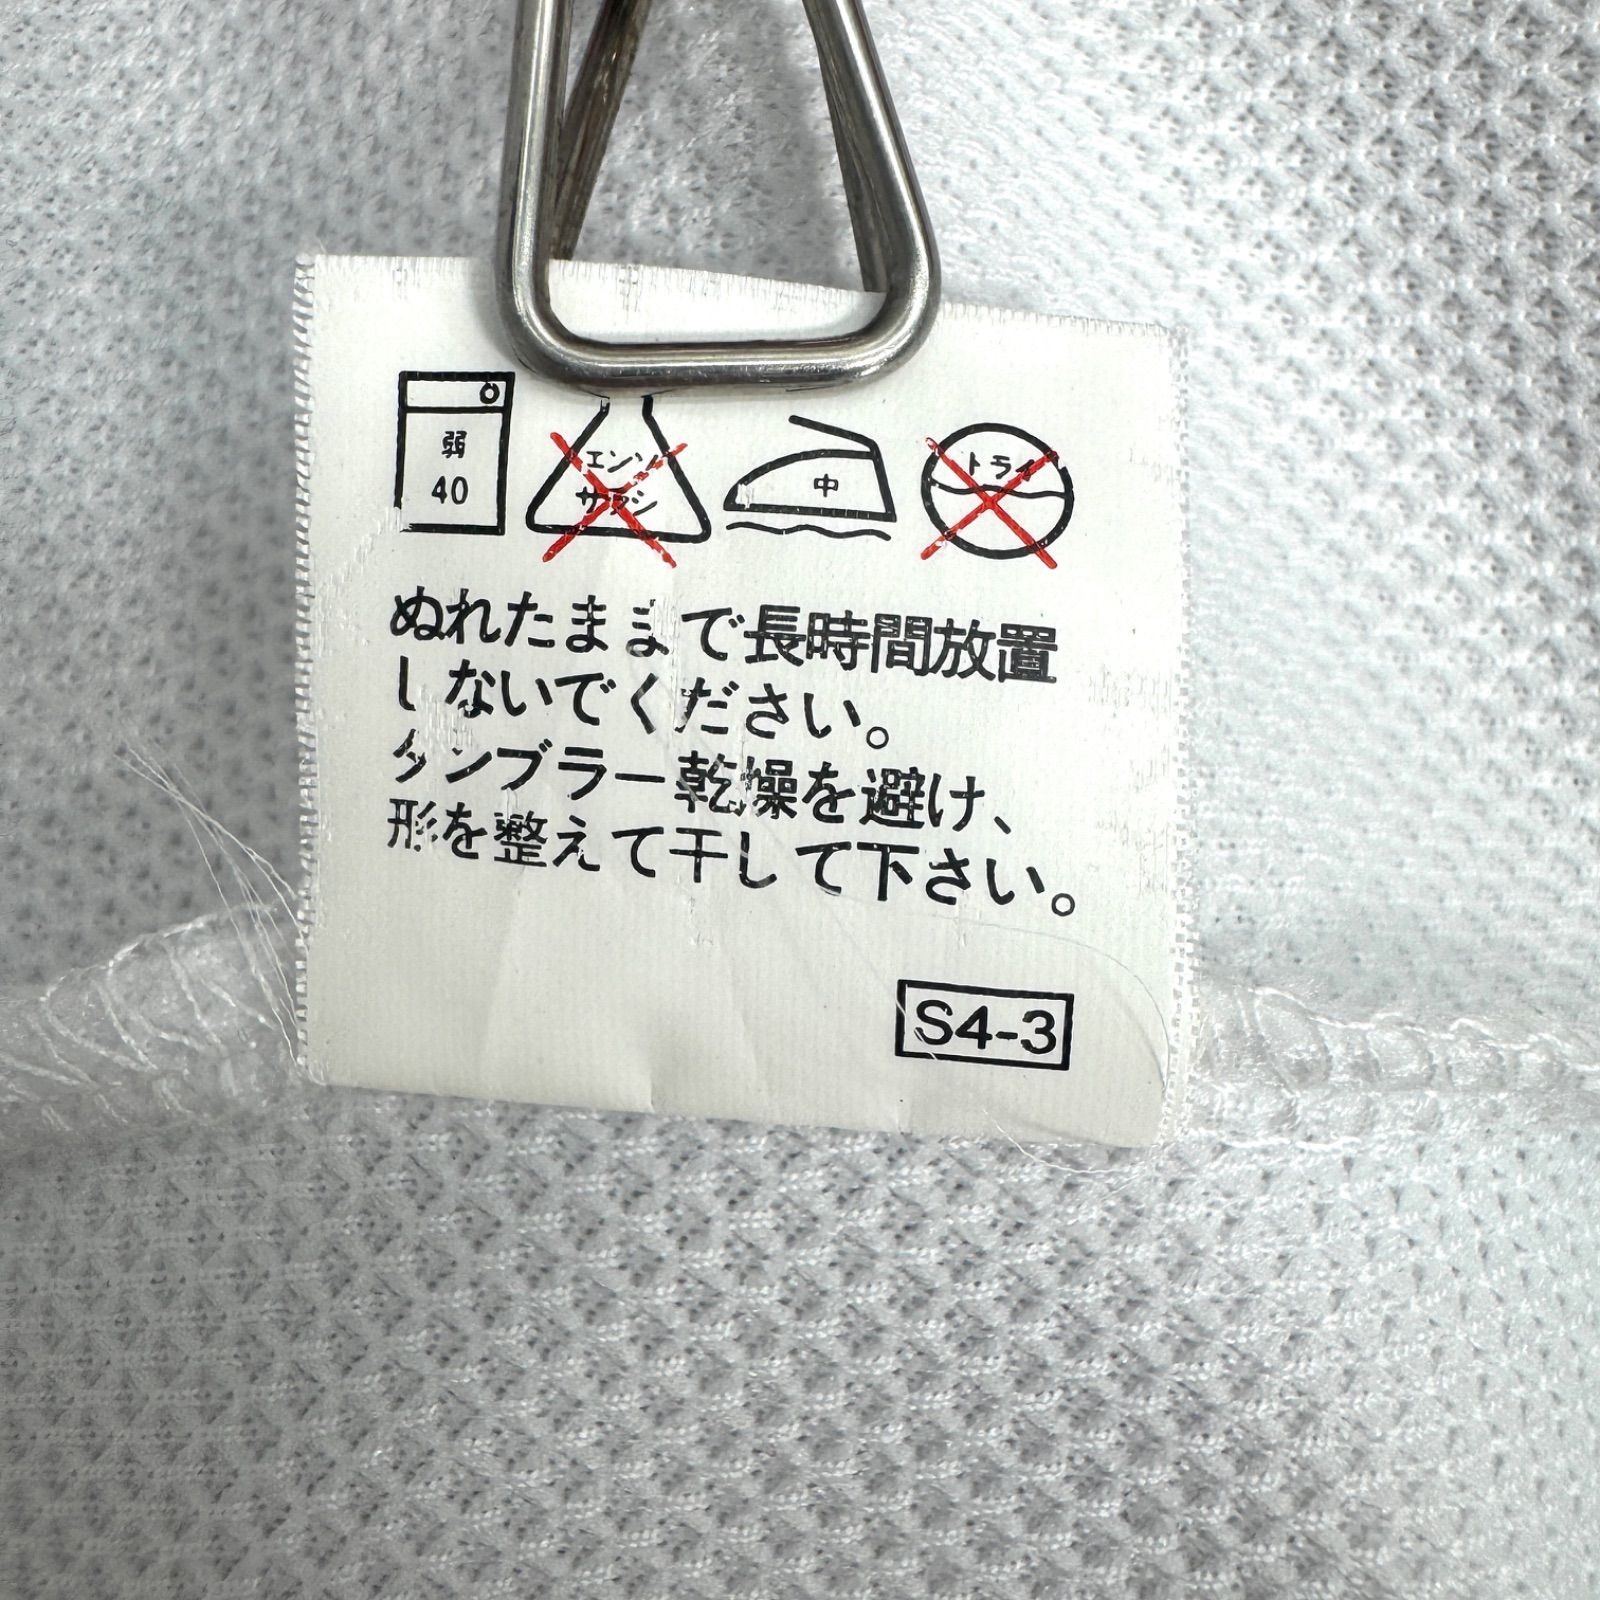 弱
40
エンソ
サラシ
中
ドライ
ぬれたままで長時間放置
しないでください。
タンブラー乾燥を避け、
形を整えて干して下さい。
S4-3